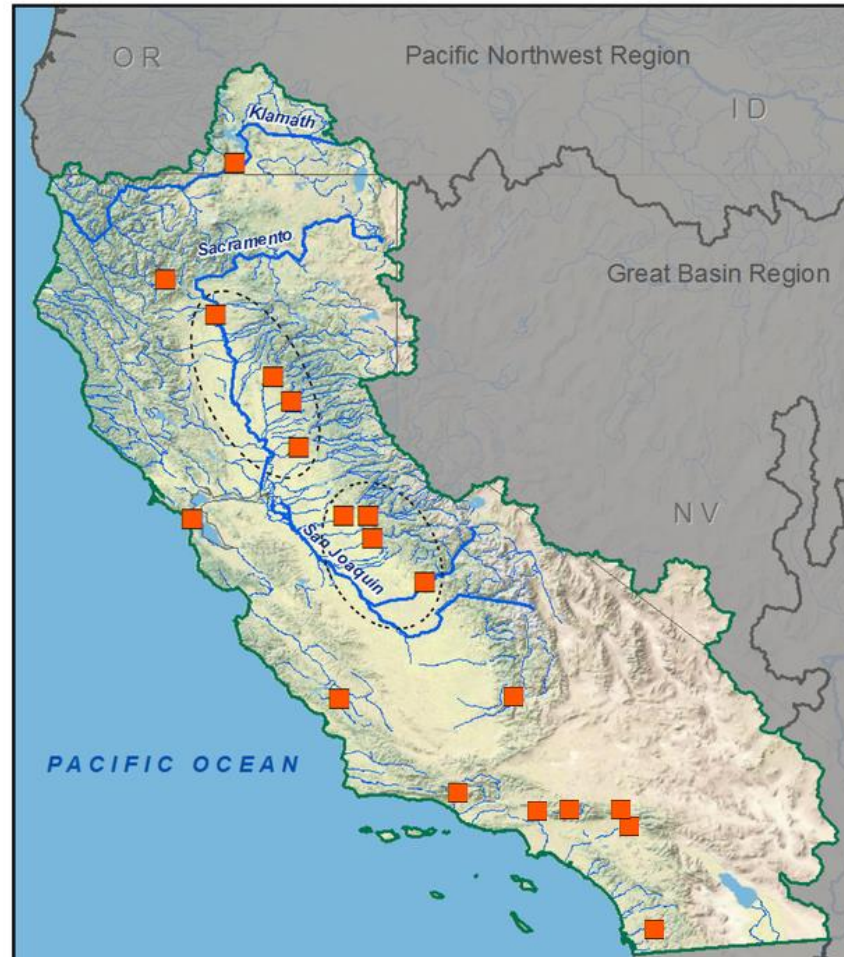 OR
Pacific Northwest Region
ID
Klamath
Sacramento
Great Basin Region
NV
San Joaquin
PACIFIC OCEAN